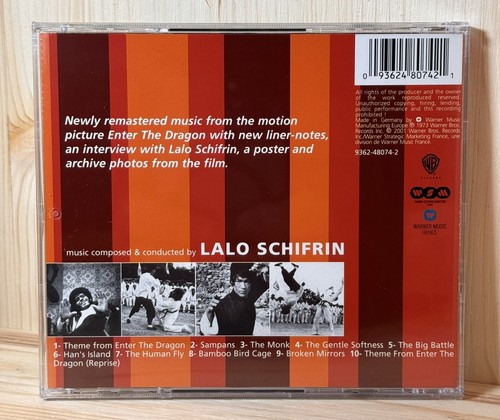 0 93624 80742 1
All rights of the producer and the owner
of the work reproduced reserved.
Unauthorized copying, hiring, lending,
public performance and this recording
prohibited !
Made in Germany by Warner Music
Manufacturing Europe ℗ 1973 Warner Bros.
Records Inc. © 2001 Warner Bros. Records
Inc./Warner Strategic Marketing France, une
division de Warner Music France.
9362-48074-2
Newly remastered music from the motion
picture Enter The Dragon with new liner-notes,
an interview with Lalo Schifrin, a poster and
archive photos from the film.
WB
RECORDS
WSM
WARNER MUSIC
FRANCE
music composed & conducted by LALO SCHIFRIN
1- Theme from Enter The Dragon 2- Sampans 3- The Monk 4- The Gentle Softness 5- The Big Battle
6- Han's Island 7- The Human Fly 8- Bamboo Bird Cage 9- Broken Mirrors 10- Theme From Enter The
Dragon (Reprise)